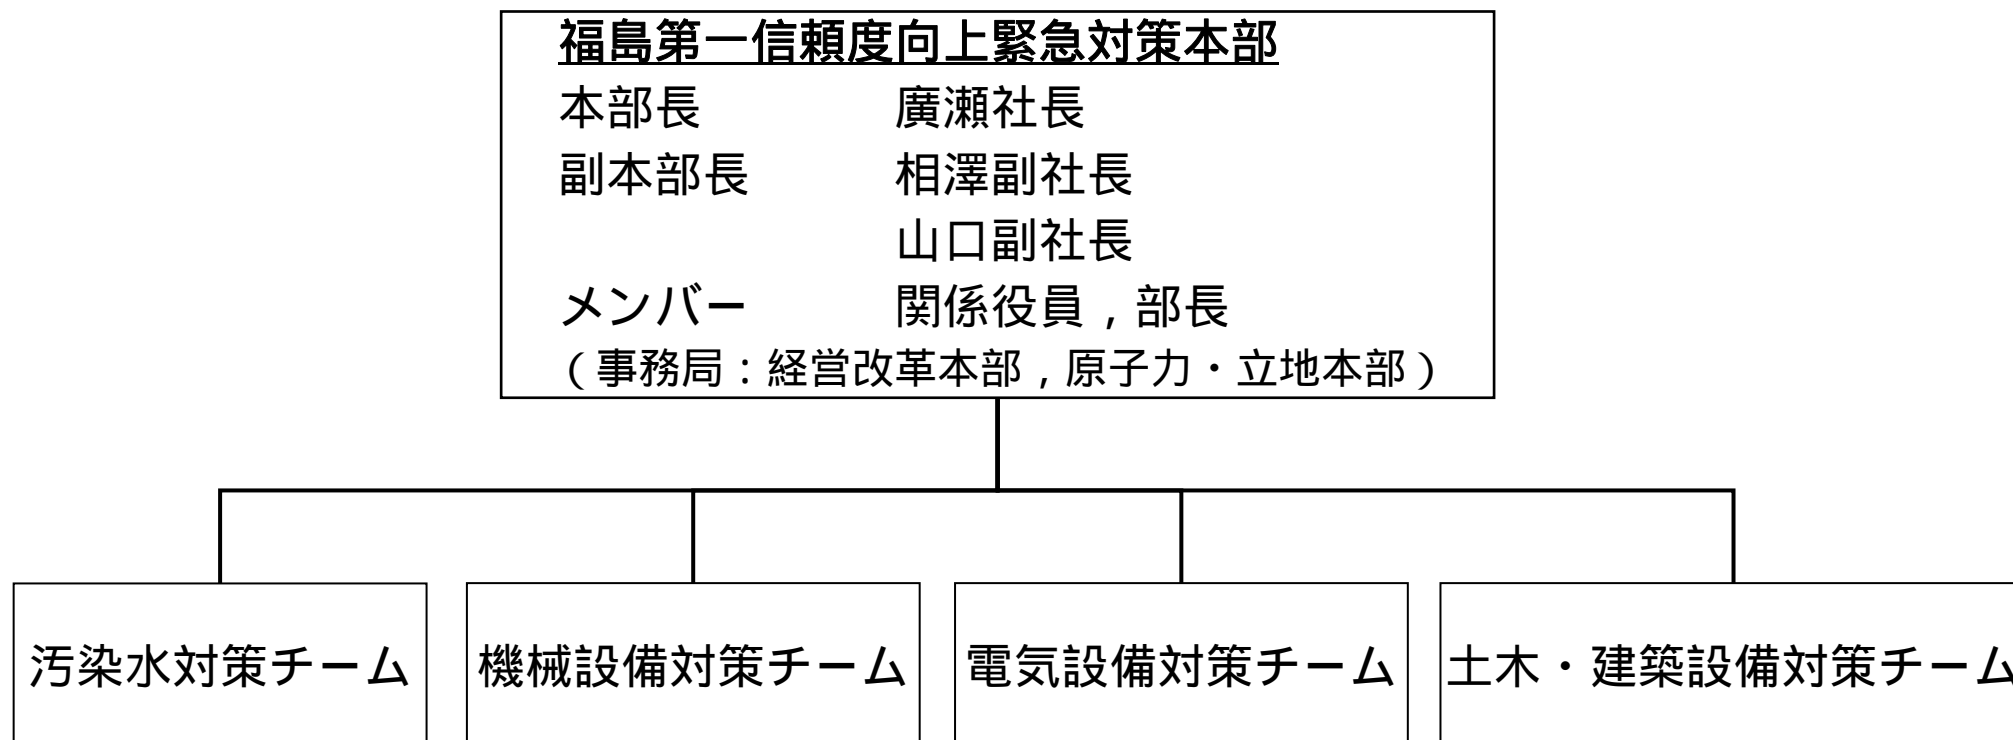 福島第一信頼度向上緊急対策本部
本部長 廣瀬社長
副本部長 相澤副社長
山口副社長
メンバー 関係役員，部長
（事務局：経営改革本部，原子力・立地本部）
汚染水対策チーム
機械設備対策チーム
電気設備対策チーム
土木・建築設備対策チーム